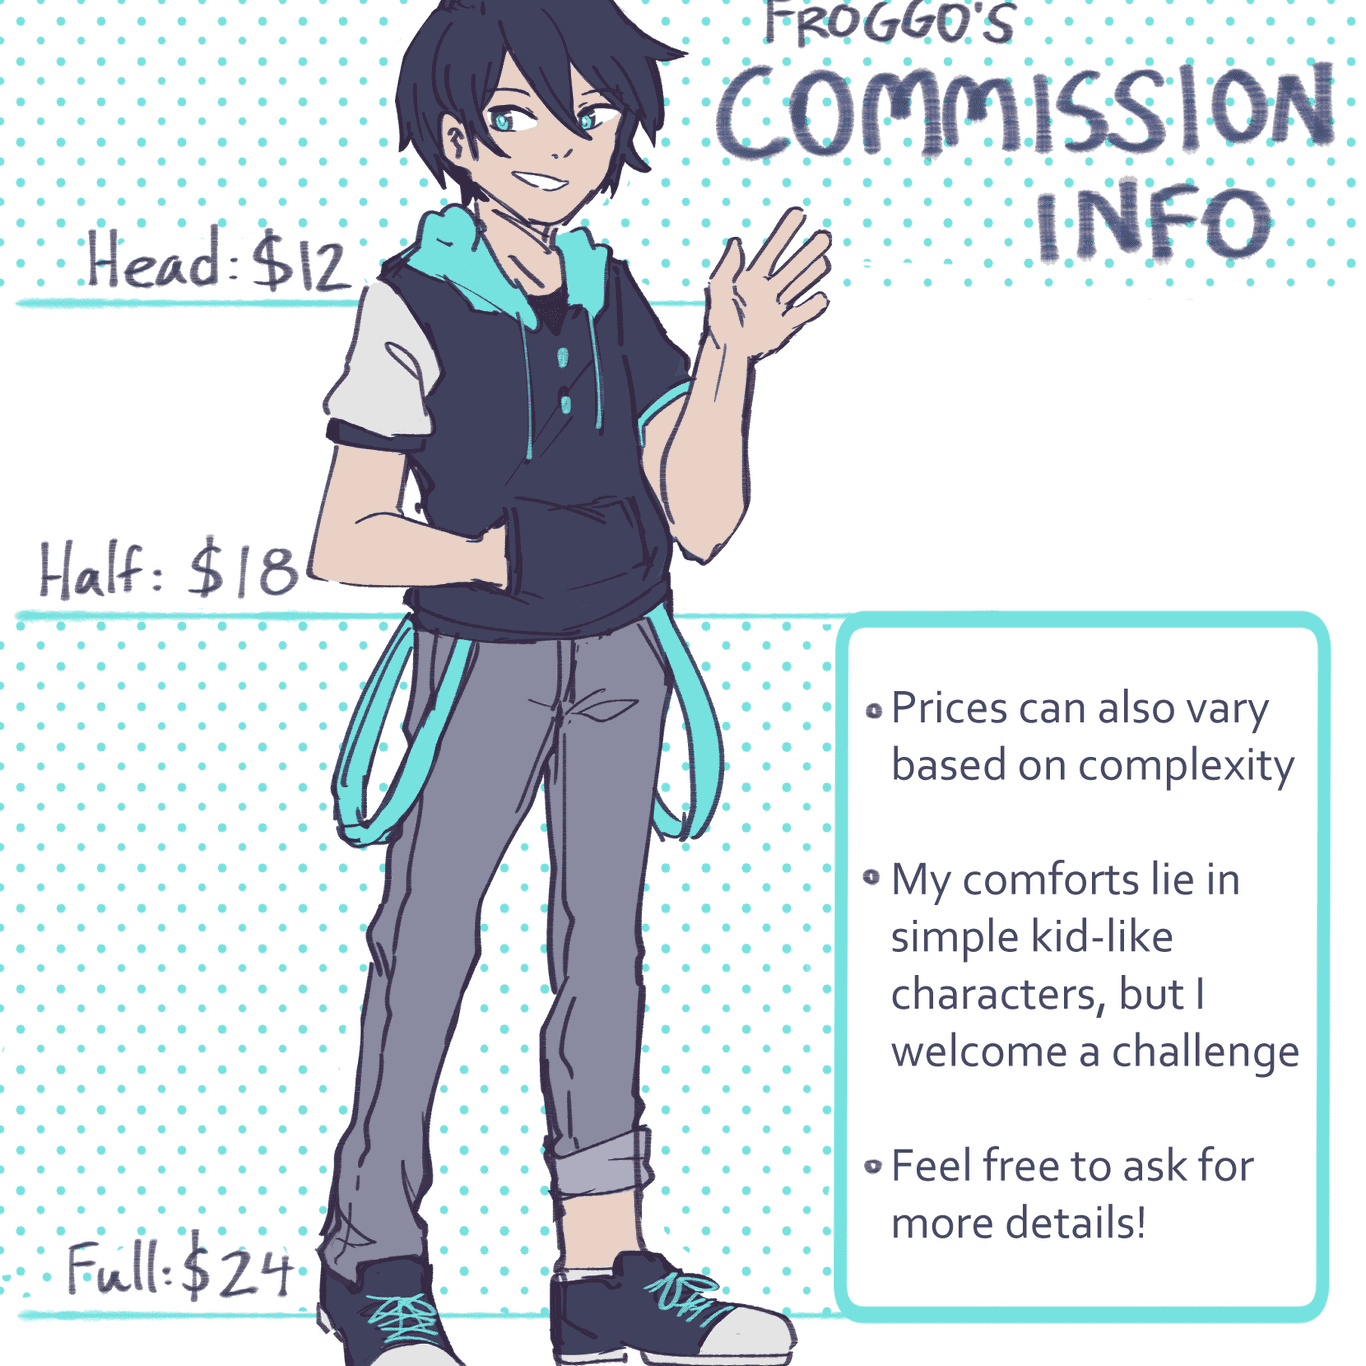 FROGGO'S
COMMISSION
INFO
Head: $12
Half: $18
Full: $24
• Prices can also vary
based on complexity
• My comforts lie in
simple kid-like
characters, but I
welcome a challenge
• Feel free to ask for
more details!